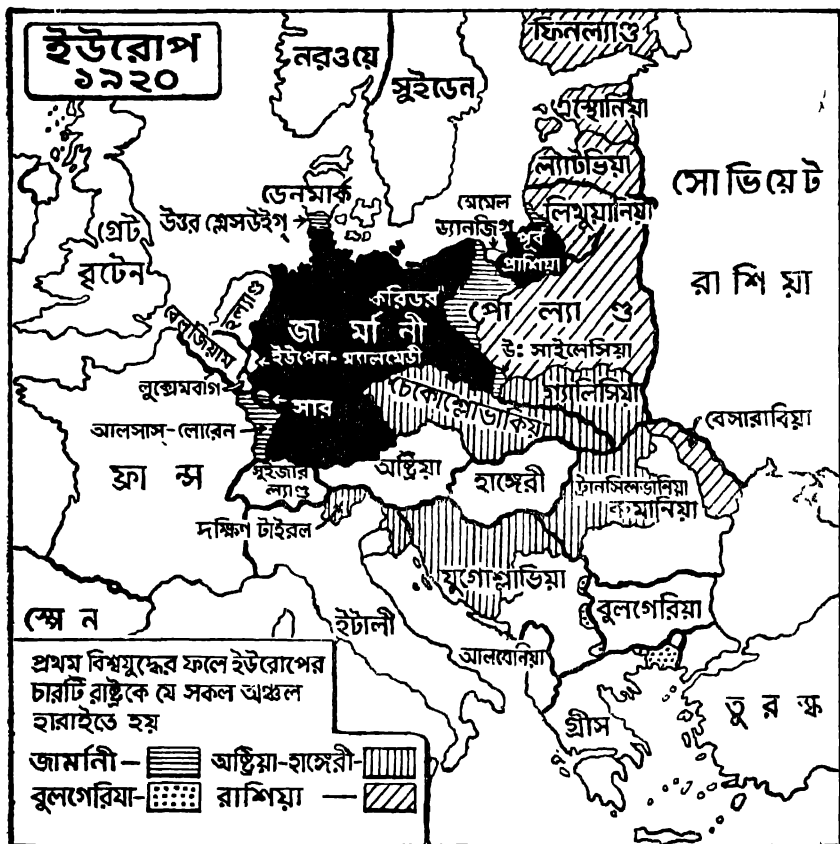 ইউরোপ
১৯২০
নরওয়ে
সুইডেন
ফিনল্যাণ্ড
এস্থোনিয়া
ল্যাটভিয়া
লিথুয়ানিয়া
সোভিয়েট
রাশিয়া
ডেনমার্ক
উত্তর শ্লেসউইগ্
মেমেল
ড্যানজিগ্
পূর্ব
প্রাশিয়া
গ্রেট
বৃটেন
হল্যাণ্ড
বেলজিয়াম
করিডর
পোল্যাণ্ড
জার্মানী
ইউপেন-ম্যালমেডী
উঃ সাইলেসিয়া
লুক্সেমবার্গ
সার
চেকোশ্লোভাকিয়া
গ্যালিসিয়া
বেসারাবিয়া
আলসাস্-লোরেন
ফ্রান্স
সুইজার
ল্যাণ্ড
অষ্ট্রিয়া
হাঙ্গেরী
ট্রানসিলভানিয়া
রুমানিয়া
দক্ষিণ টাইরল
যুগোশ্লাভিয়া
স্পেন
ইটালী
বুলগেরিয়া
আলবেনিয়া
গ্রীস
তুরস্ক
প্রথম বিশ্বযুদ্ধের ফলে ইউরোপের
চারটি রাষ্ট্রকে যে সকল অঞ্চল
হারাইতে হয়
জার্মানী- অষ্ট্রিয়া-হাঙ্গেরী-
বুলগেরিয়া- রাশিয়া —